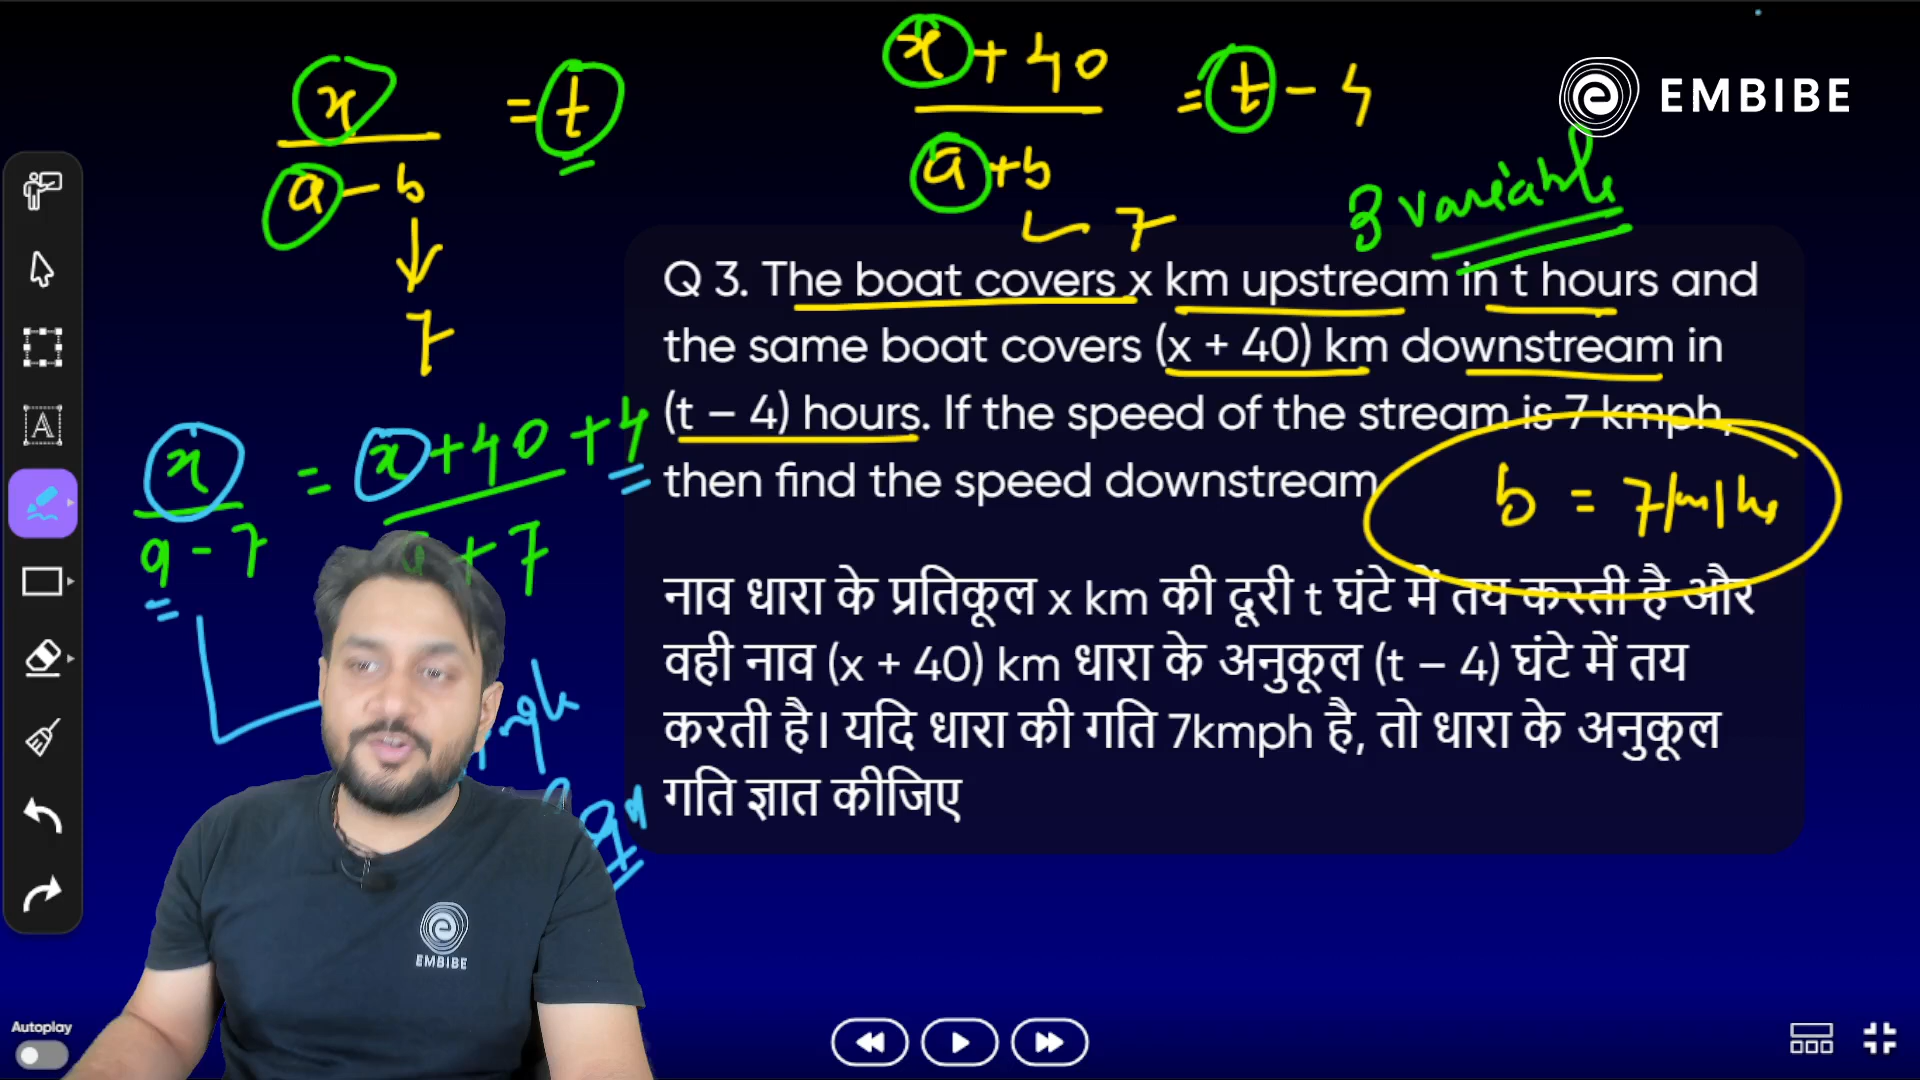 x = t
a - b
7
x + 40 = t - 4
a + b
7
EMBIBE
3 variable
Q 3. The boat covers x km upstream in t hours and
the same boat covers (x + 40) km downstream in
(t – 4) hours. If the speed of the stream is 7 kmph,
then find the speed downstream
b = 7km/hr
x = x + 40 + 4
a - 7
+ 7
नाव धारा के प्रतिकूल x km की दूरी t घंटे में तय करती है और
वही नाव (x + 40) km धारा के अनुकूल (t – 4) घंटे में तय
करती है। यदि धारा की गति 7kmph है, तो धारा के अनुकूल
गति ज्ञात कीजिए
EMBIBE
Autoplay